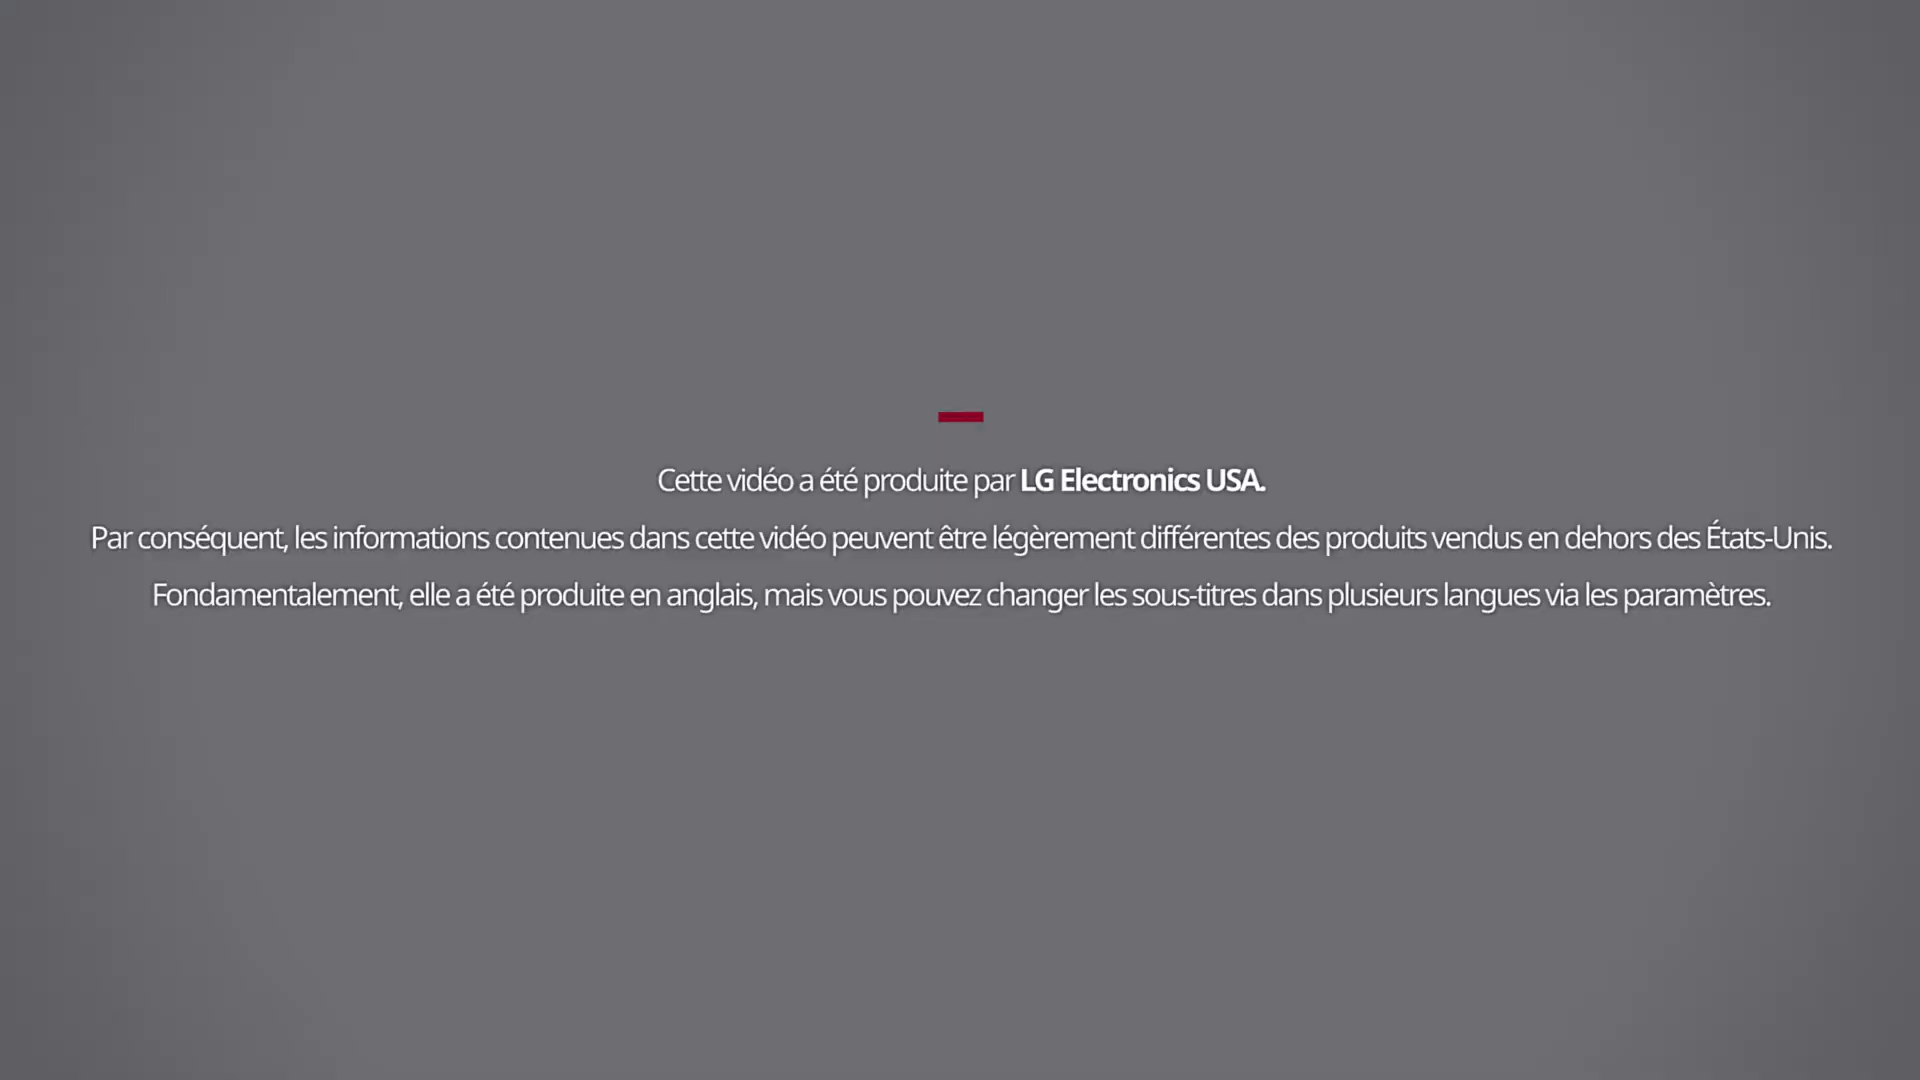 Cette vidéo a été produite par LG Electronics USA.
Par conséquent, les informations contenues dans cette vidéo peuvent être légèrement différentes des produits vendus en dehors des États-Unis.
Fondamentalement, elle a été produite en anglais, mais vous pouvez changer les sous-titres dans plusieurs langues via les paramètres.